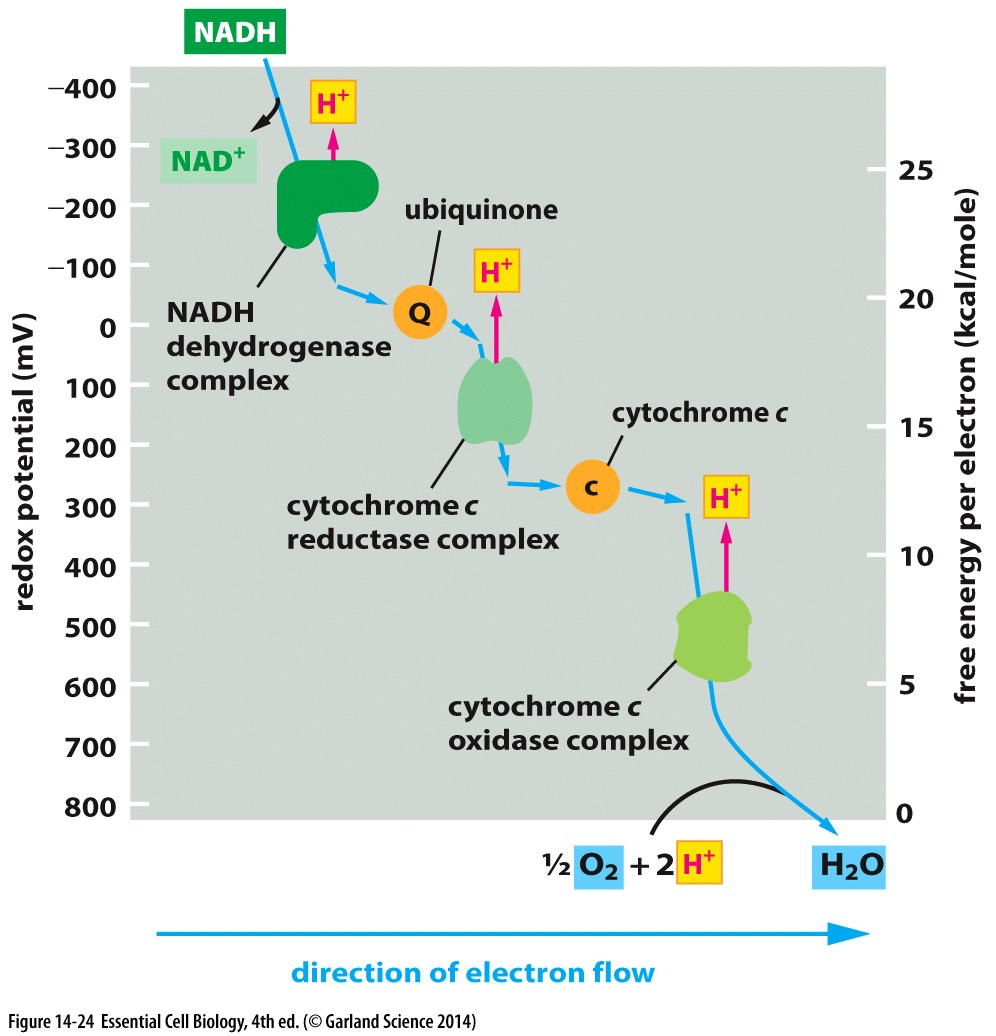 NADH
−400
−300
−200
−100
0
100
200
300
400
500
600
700
800
redox potential (mV)
H⁺
NAD⁺
ubiquinone
Q
NADH
dehydrogenase
complex
H⁺
cytochrome c
c
cytochrome c
reductase complex
H⁺
cytochrome c
oxidase complex
25
20
15
10
5
0
free energy per electron (kcal/mole)
½ O₂ + 2 H⁺
H₂O
direction of electron flow
Figure 14-24 Essential Cell Biology, 4th ed. (© Garland Science 2014)